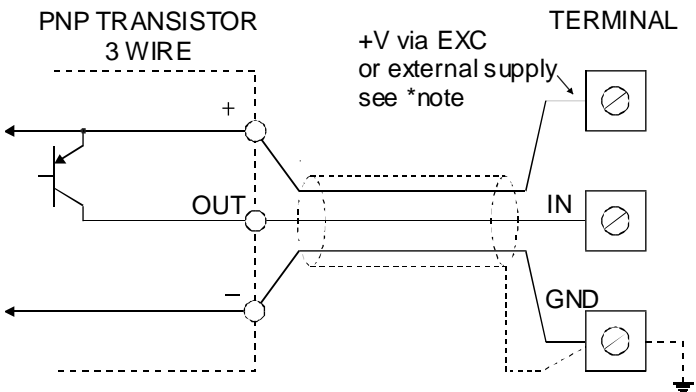 PNP TRANSISTOR
3 WIRE
TERMINAL
+V via EXC
or external supply
see *note
+
OUT
IN
–
GND